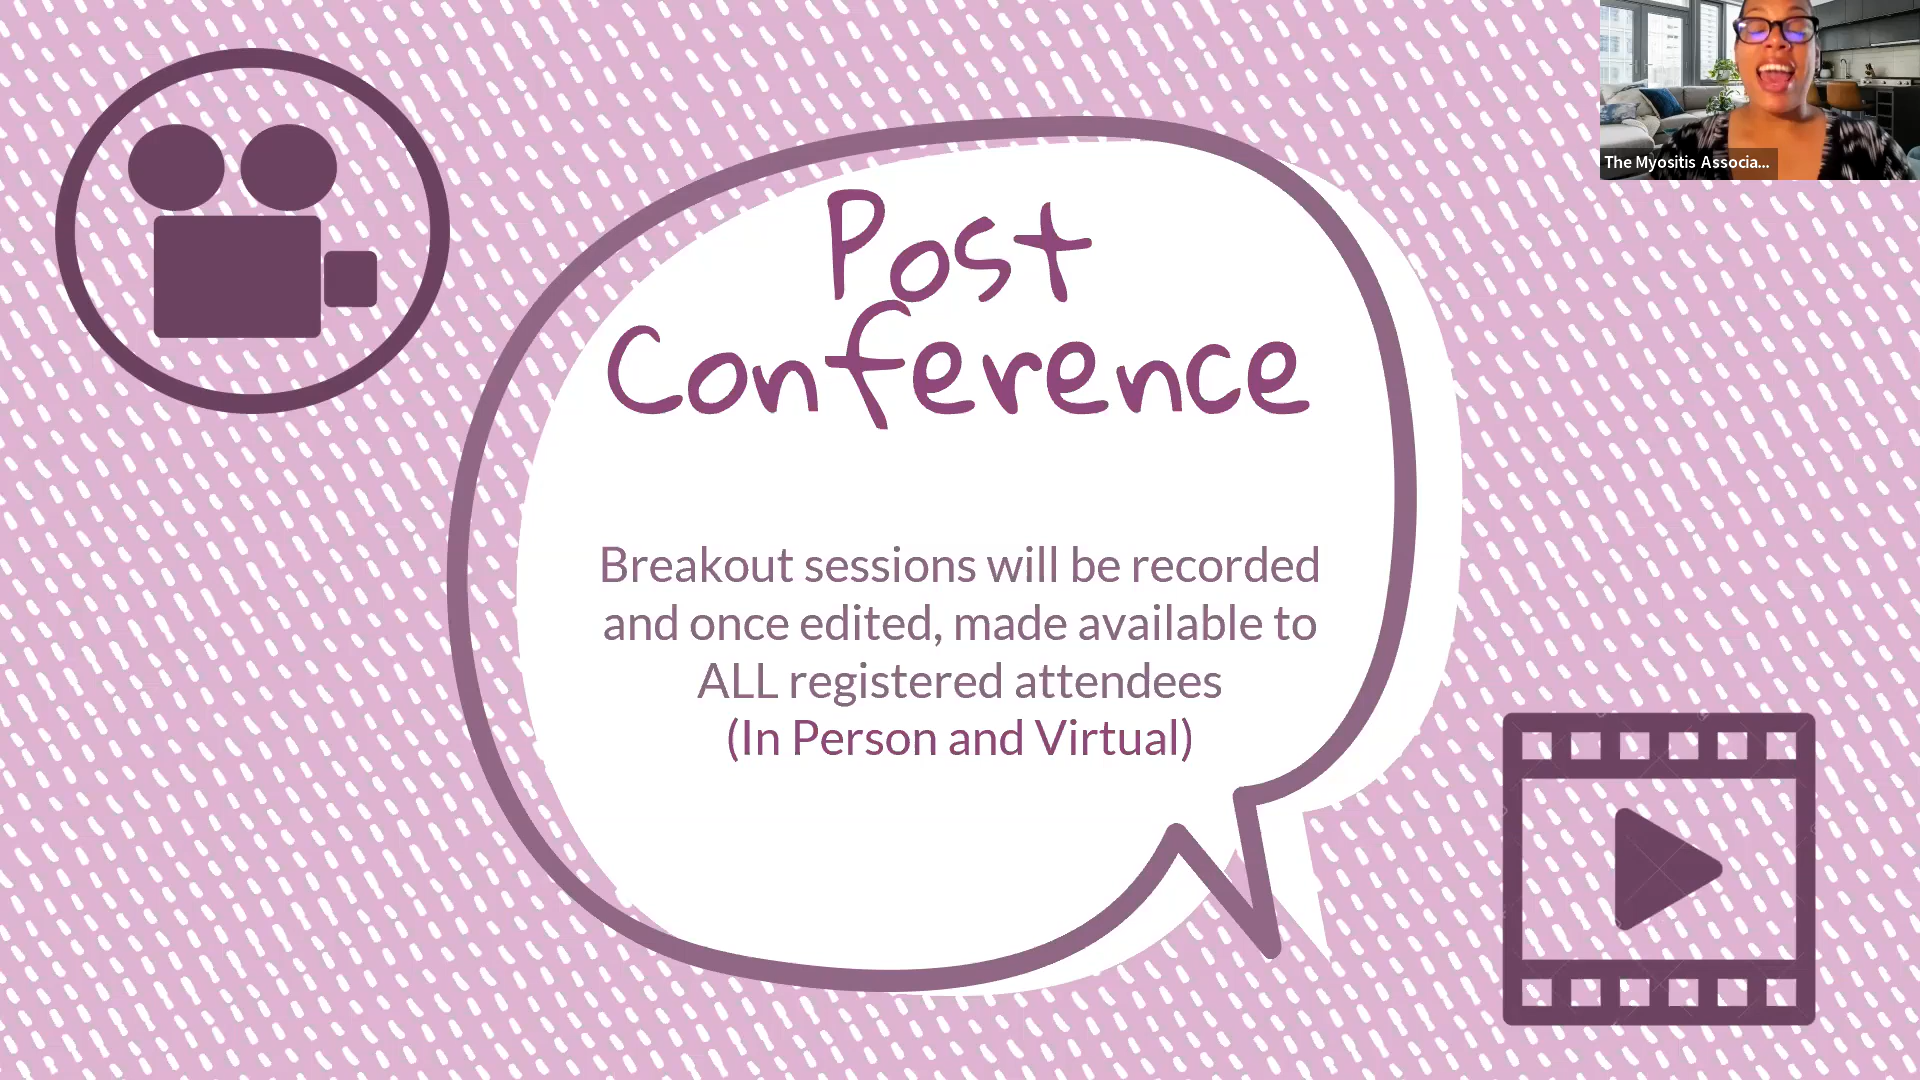 The Myositis Associa...
Post
Conference
Breakout sessions will be recorded
and once edited, made available to
ALL registered attendees
(In Person and Virtual)